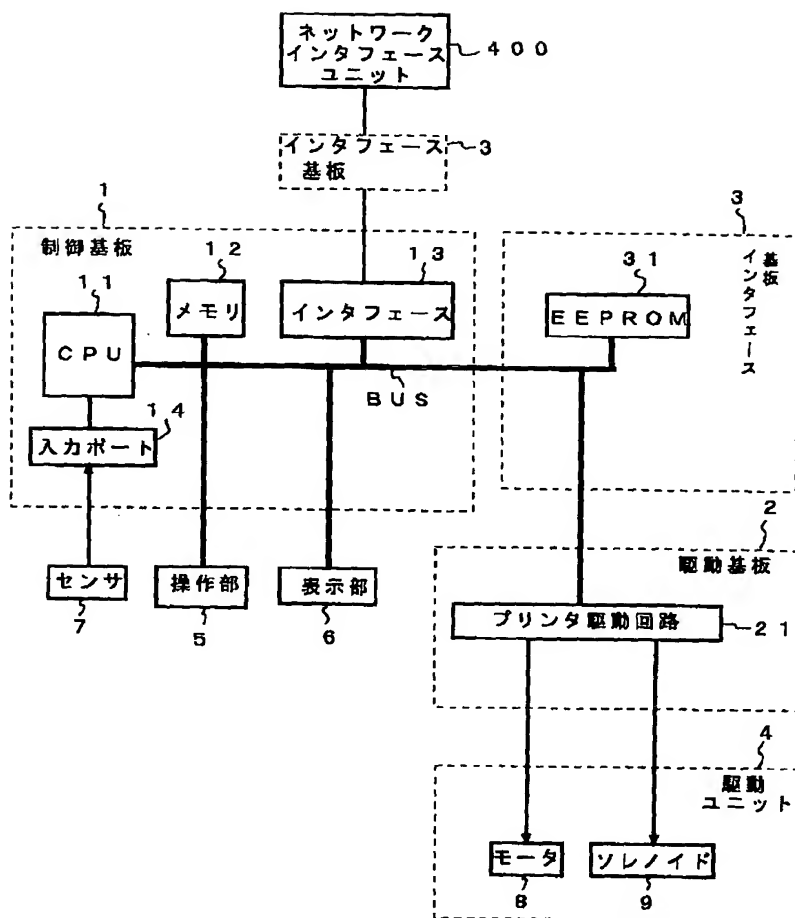 ネットワーク
インタフェース
ユニット
400
インタフェース
基板
3
1
制御基板
11
CPU
12
メモリ
13
インタフェース
3
基板
インタフェース
31
EEPROM
BUS
14
入力ポート
センサ
7
操作部
5
表示部
6
2
駆動基板
プリンタ駆動回路
21
4
駆動
ユニット
モータ
8
ソレノイド
9